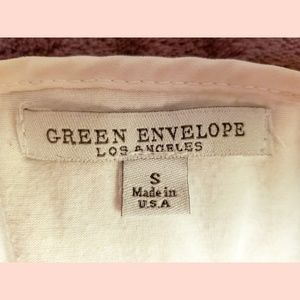 GREEN ENVELOPE
LOS ANGELES
S
Made in
U.S.A